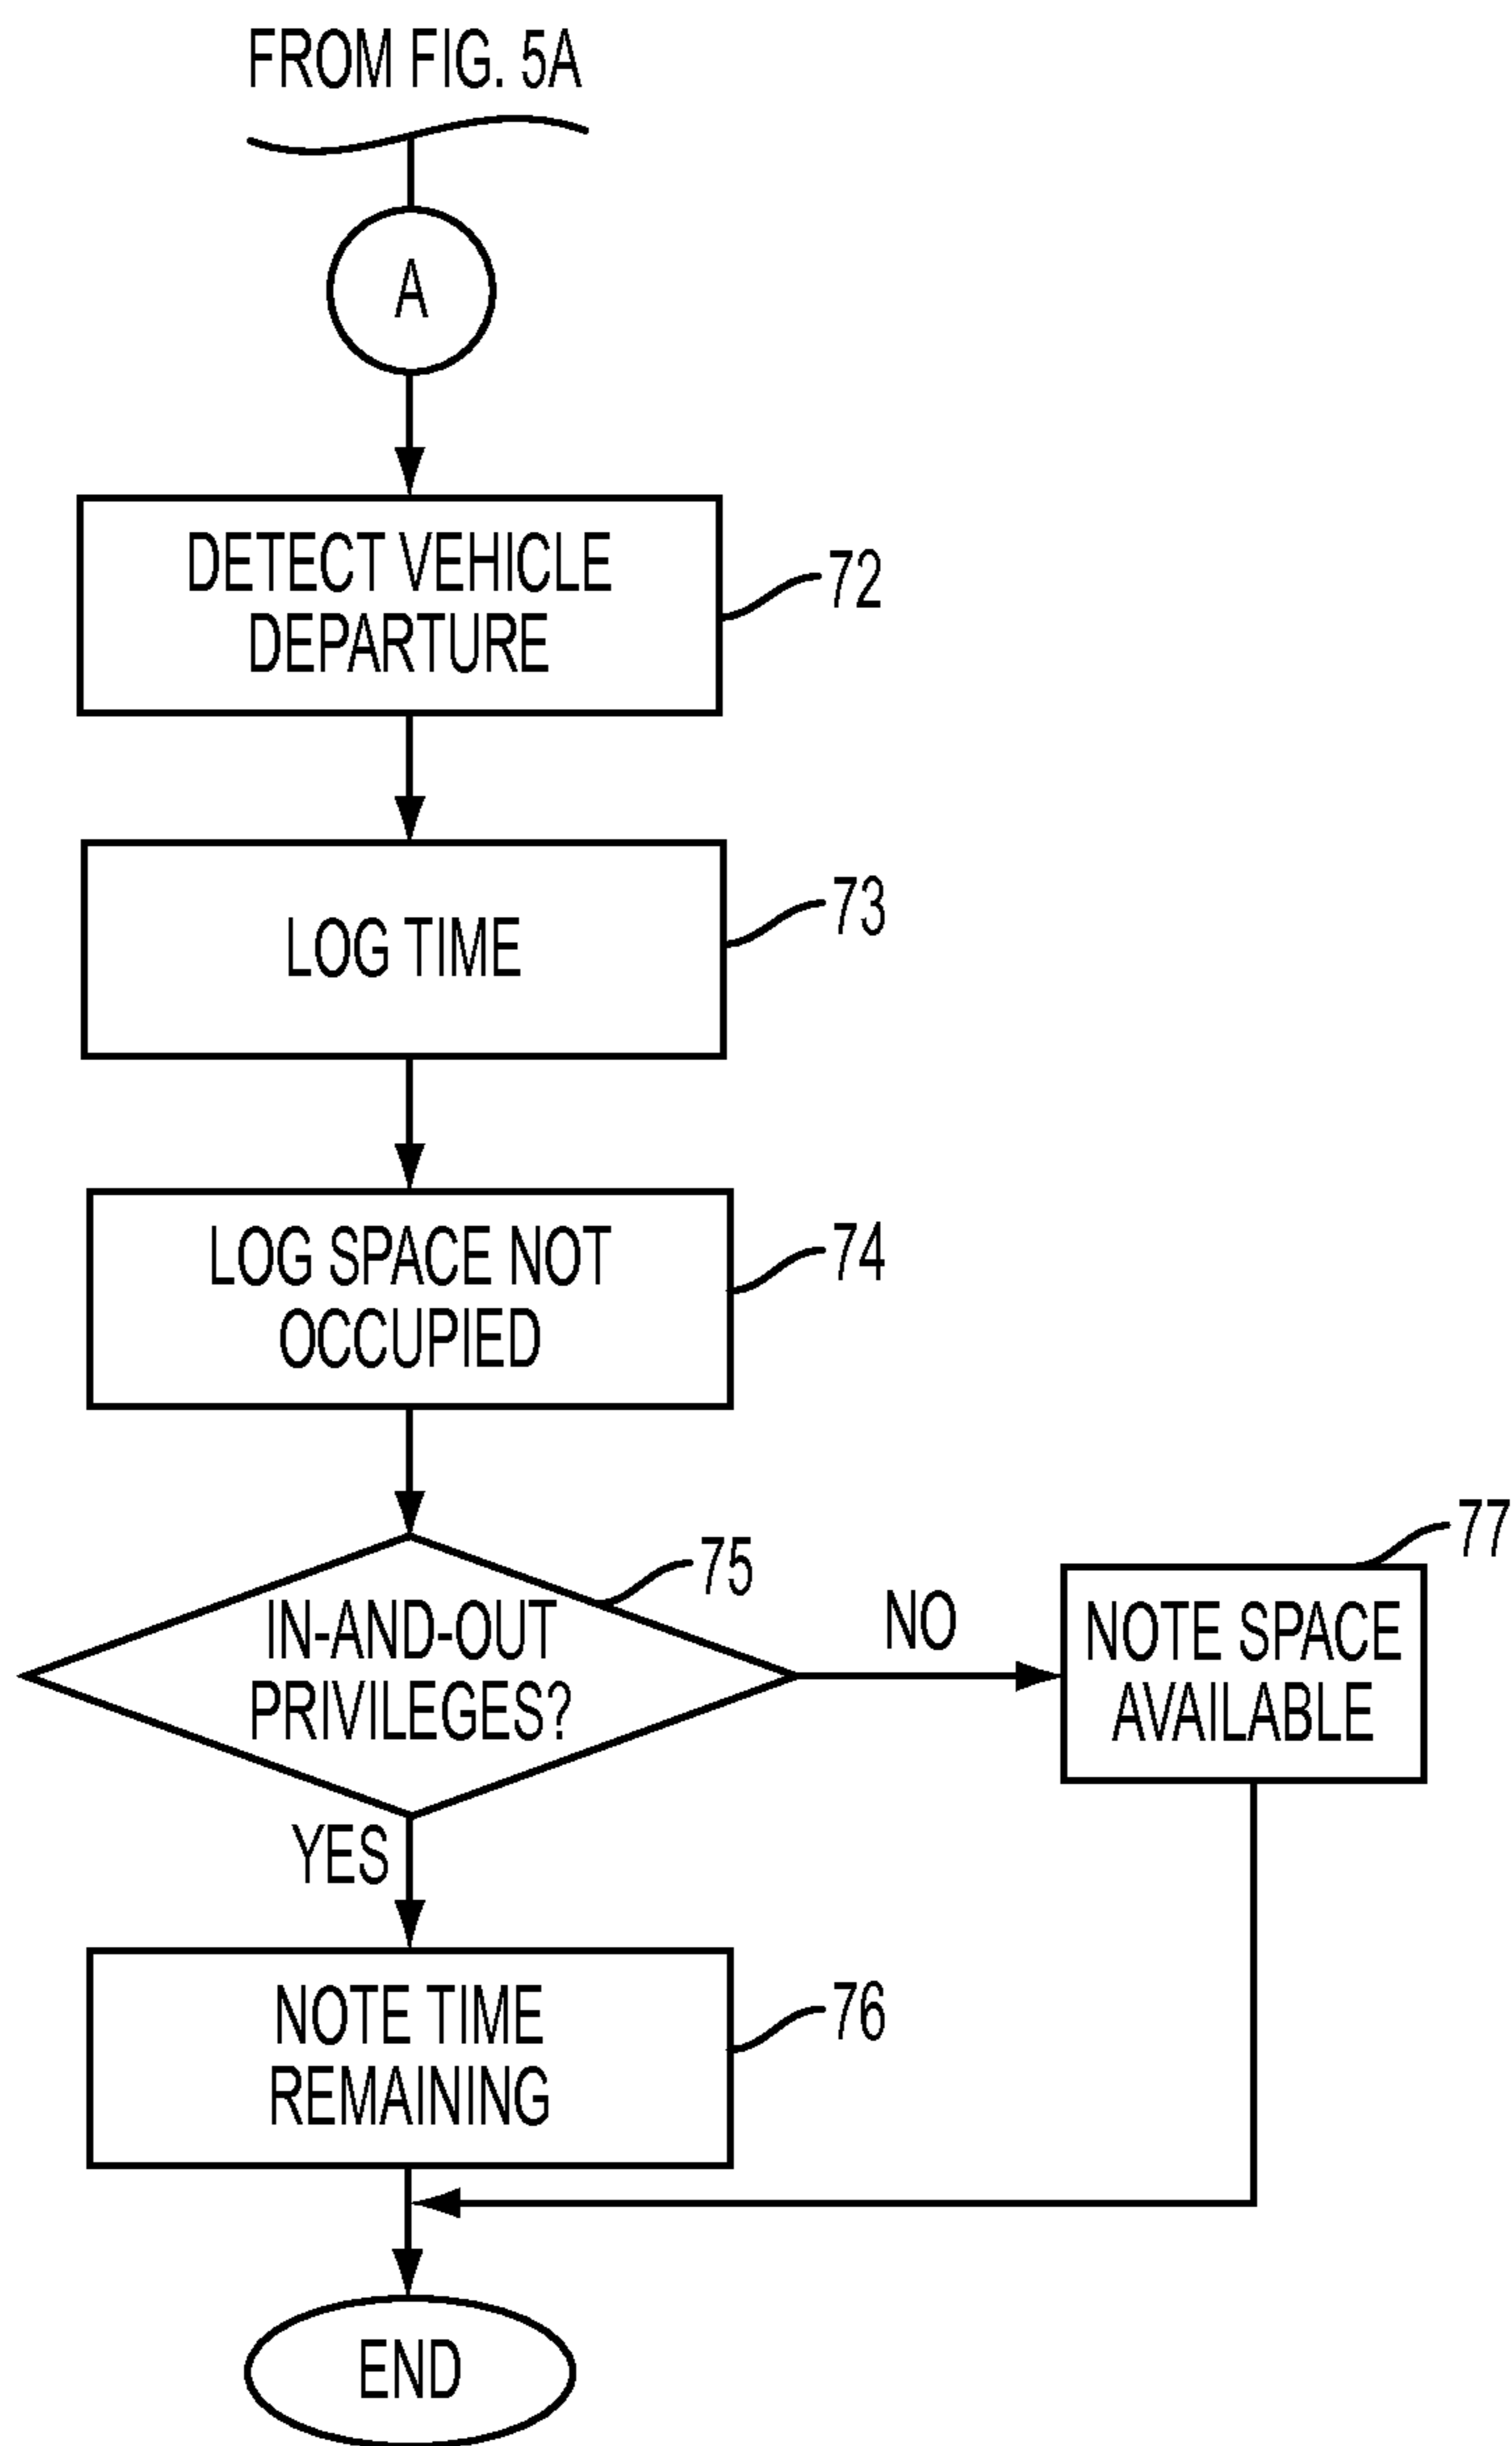 FROM FIG. 5A
A
DETECT VEHICLE
DEPARTURE
72
LOG TIME
73
LOG SPACE NOT
OCCUPIED
74
IN-AND-OUT
PRIVILEGES?
75
NO
NOTE SPACE
AVAILABLE
77
YES
NOTE TIME
REMAINING
76
END